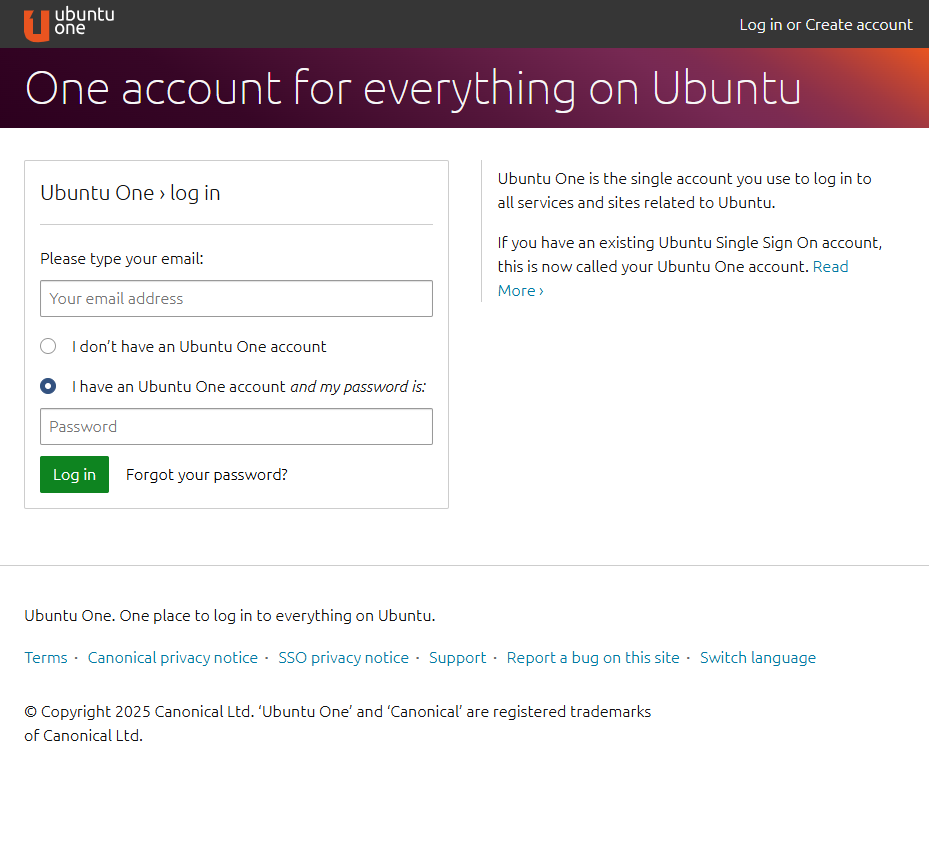 ubuntu
one
Log in or Create account
One account for everything on Ubuntu
Ubuntu One › log in
Please type your email:
Your email address
I don’t have an Ubuntu One account
I have an Ubuntu One account and my password is:
Password
Log in
Forgot your password?
Ubuntu One is the single account you use to log in to
all services and sites related to Ubuntu.
If you have an existing Ubuntu Single Sign On account,
this is now called your Ubuntu One account. Read
More ›
Ubuntu One. One place to log in to everything on Ubuntu.
Terms · Canonical privacy notice · SSO privacy notice · Support · Report a bug on this site · Switch language
© Copyright 2025 Canonical Ltd. ‘Ubuntu One’ and ‘Canonical’ are registered trademarks
of Canonical Ltd.